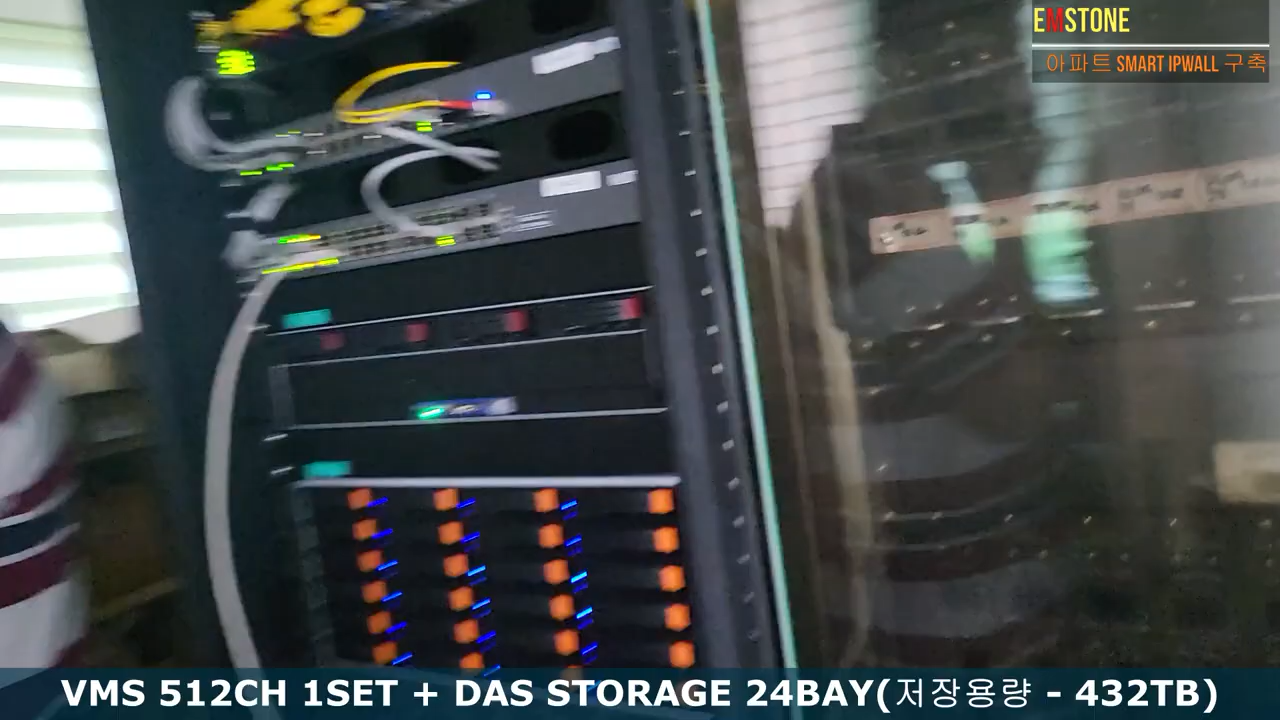 EMSTONE
아파트 SMART IPWALL 구축
VMS 512CH 1SET + DAS STORAGE 24BAY(저장용량 - 432TB)